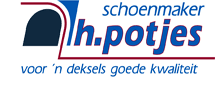 schoenmaker
h.potjes
voor 'n deksels goede kwaliteit